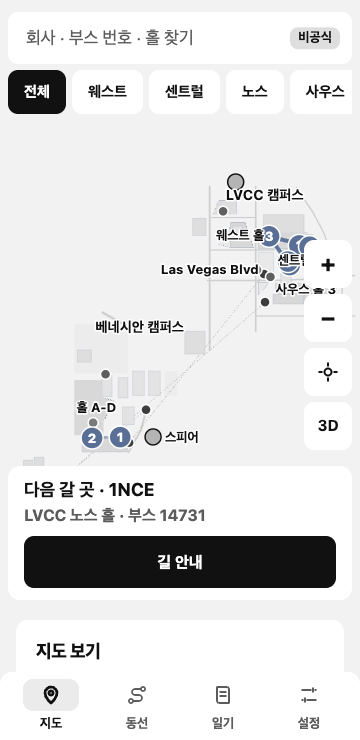 회사 · 부스 번호 · 홀 찾기
비공식
전체
웨스트
센트럴
노스
사우스
LVCC 캠퍼스
웨스트 홀
3
센트럴
Las Vegas Blvd
사우스 홀 3
베네시안 캠퍼스
홀 A-D
2
1
스피어
+
−
3D
다음 갈 곳 · 1NCE
LVCC 노스 홀 · 부스 14731
길 안내
지도 보기
지도
동선
일기
설정